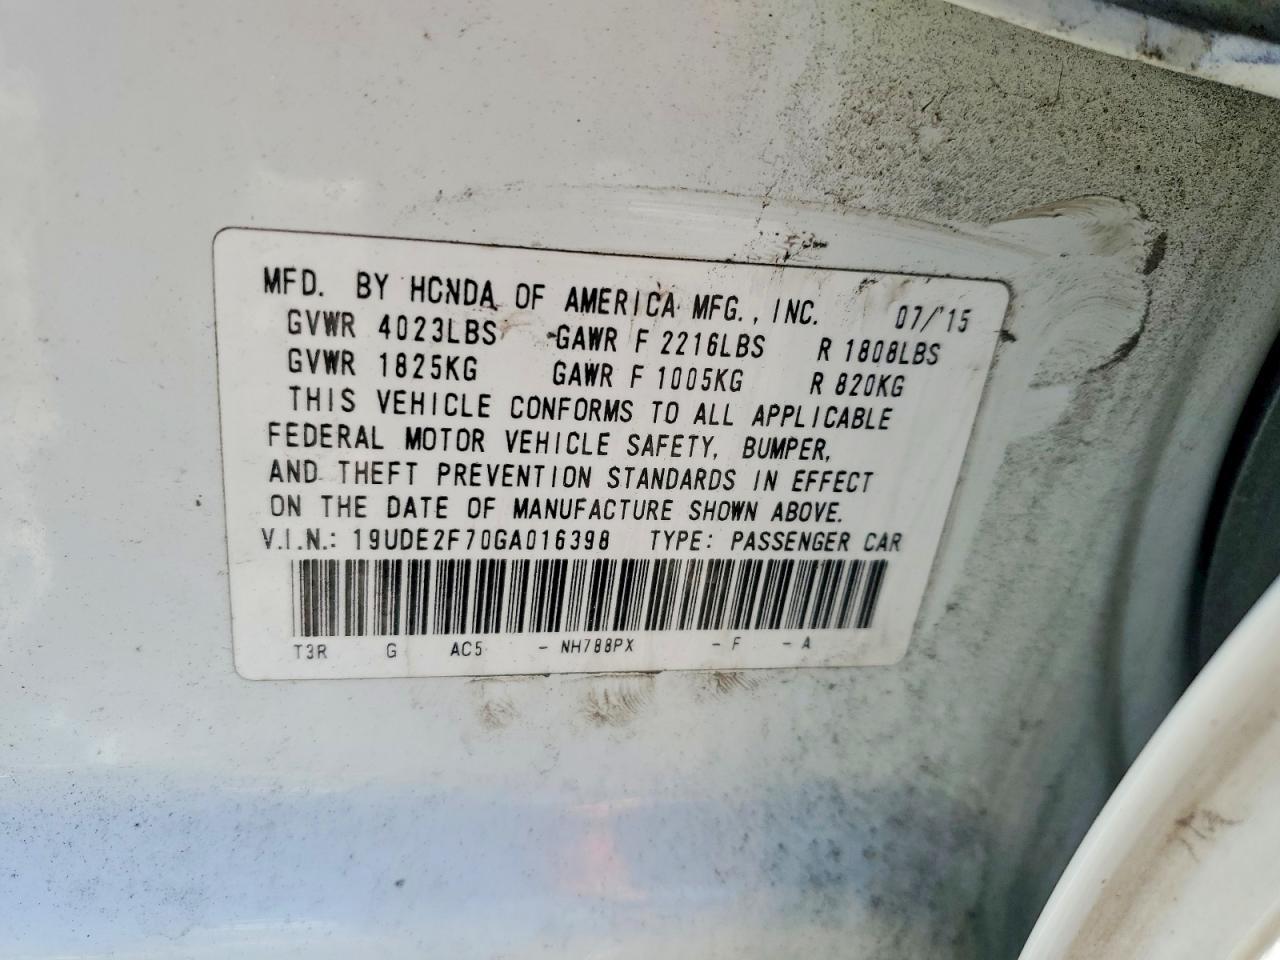 MFD. BY HONDA OF AMERICA MFG., INC. 07/'15
GVWR 4023LBS GAWR F 2216LBS R 1808LBS
GVWR 1825KG GAWR F 1005KG R 820KG
THIS VEHICLE CONFORMS TO ALL APPLICABLE
FEDERAL MOTOR VEHICLE SAFETY, BUMPER,
AND THEFT PREVENTION STANDARDS IN EFFECT
ON THE DATE OF MANUFACTURE SHOWN ABOVE.
V.I.N.: 19UDE2F70GA016398 TYPE: PASSENGER CAR
T3R G AC5 - NH788PX - F - A